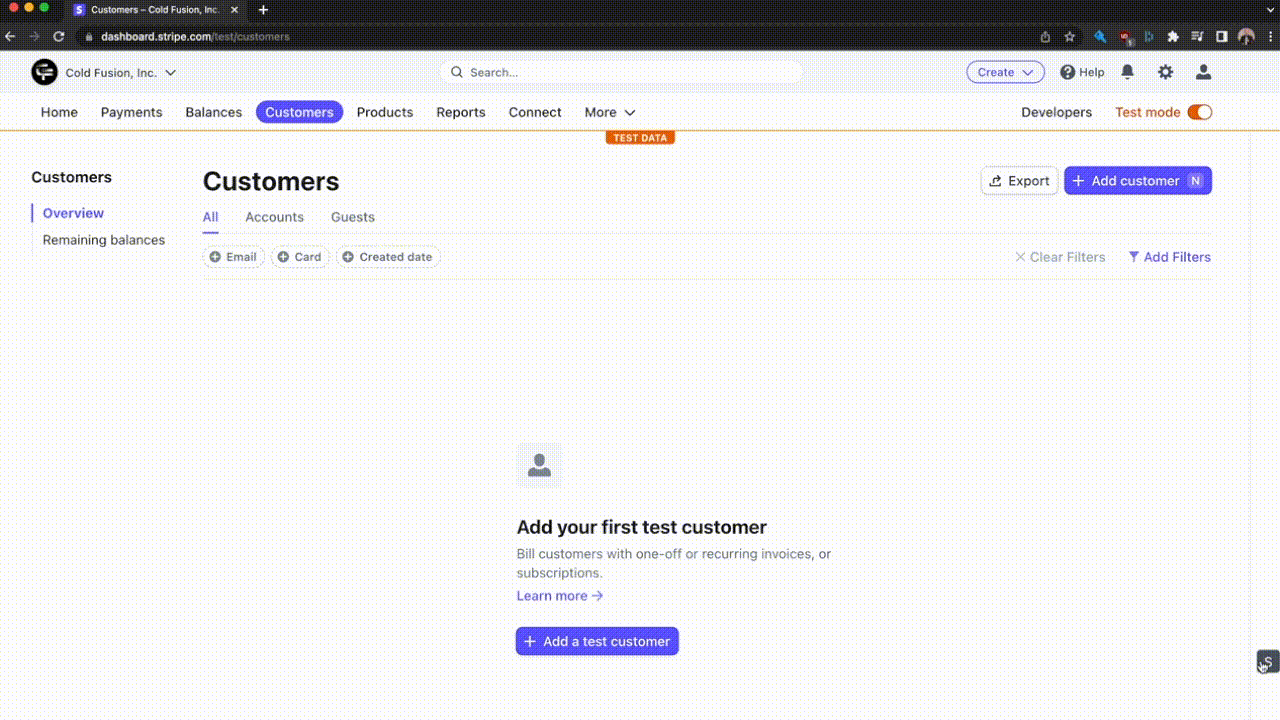 Customers – Cold Fusion, Inc.
dashboard.stripe.com/test/customers
Cold Fusion, Inc.
Search...
Create
Help
Home
Payments
Balances
Customers
Products
Reports
Connect
More
Developers
Test mode
TEST DATA
Customers
Overview
Remaining balances
Customers
Export
Add customer N
All
Accounts
Guests
Email
Card
Created date
Clear Filters
Add Filters
Add your first test customer
Bill customers with one-off or recurring invoices, or
subscriptions.
Learn more →
Add a test customer
S